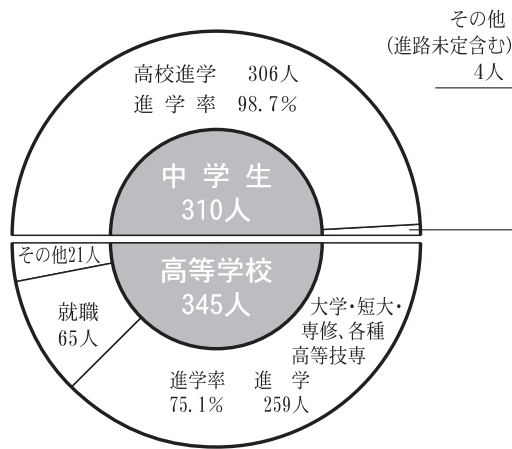 その他
(進路未定含む)
4人
高校進学 306人
進学率 98.7%
中学生
310人
その他21人
高等学校
345人
就職
65人
大学・短大・
専修、各種
高等技専
進学率 進学
75.1% 259人